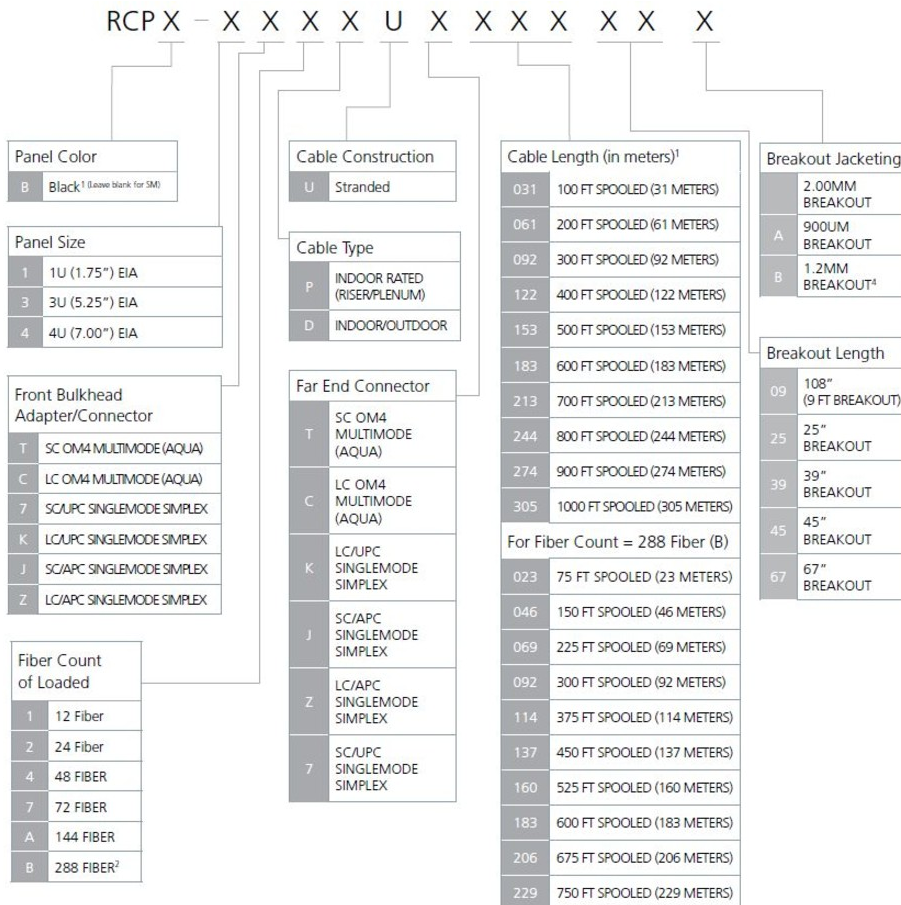 RCP X – X X X X U X X X X X X X
Panel Color
B Black¹ (Leave blank for SM)
Panel Size
1 1U (1.75”) EIA
3 3U (5.25”) EIA
4 4U (7.00”) EIA
Front Bulkhead
Adapter/Connector
T SC OM4 MULTIMODE (AQUA)
C LC OM4 MULTIMODE (AQUA)
7 SC/UPC SINGLEMODE SIMPLEX
K LC/UPC SINGLEMODE SIMPLEX
J SC/APC SINGLEMODE SIMPLEX
Z LC/APC SINGLEMODE SIMPLEX
Fiber Count
of Loaded
1 12 Fiber
2 24 Fiber
4 48 FIBER
7 72 FIBER
A 144 FIBER
B 288 FIBER²
Cable Construction
U Stranded
Cable Type
P INDOOR RATED
(RISER/PLENUM)
D INDOOR/OUTDOOR
Far End Connector
T SC OM4
MULTIMODE
(AQUA)
C LC OM4
MULTIMODE
(AQUA)
K LC/UPC
SINGLEMODE
SIMPLEX
J SC/APC
SINGLEMODE
SIMPLEX
Z LC/APC
SINGLEMODE
SIMPLEX
7 SC/UPC
SINGLEMODE
SIMPLEX
Cable Length (in meters)¹
031 100 FT SPOOLED (31 METERS)
061 200 FT SPOOLED (61 METERS)
092 300 FT SPOOLED (92 METERS)
122 400 FT SPOOLED (122 METERS)
153 500 FT SPOOLED (153 METERS)
183 600 FT SPOOLED (183 METERS)
213 700 FT SPOOLED (213 METERS)
244 800 FT SPOOLED (244 METERS)
274 900 FT SPOOLED (274 METERS)
305 1000 FT SPOOLED (305 METERS)
For Fiber Count = 288 Fiber (B)
023 75 FT SPOOLED (23 METERS)
046 150 FT SPOOLED (46 METERS)
069 225 FT SPOOLED (69 METERS)
092 300 FT SPOOLED (92 METERS)
114 375 FT SPOOLED (114 METERS)
137 450 FT SPOOLED (137 METERS)
160 525 FT SPOOLED (160 METERS)
183 600 FT SPOOLED (183 METERS)
206 675 FT SPOOLED (206 METERS)
229 750 FT SPOOLED (229 METERS)
Breakout Jacketing
2.00MM
BREAKOUT
A 900UM
BREAKOUT
B 1.2MM
BREAKOUT⁴
Breakout Length
09 108”
(9 FT BREAKOUT)
25 25”
BREAKOUT
39 39”
BREAKOUT
45 45”
BREAKOUT
67 67”
BREAKOUT